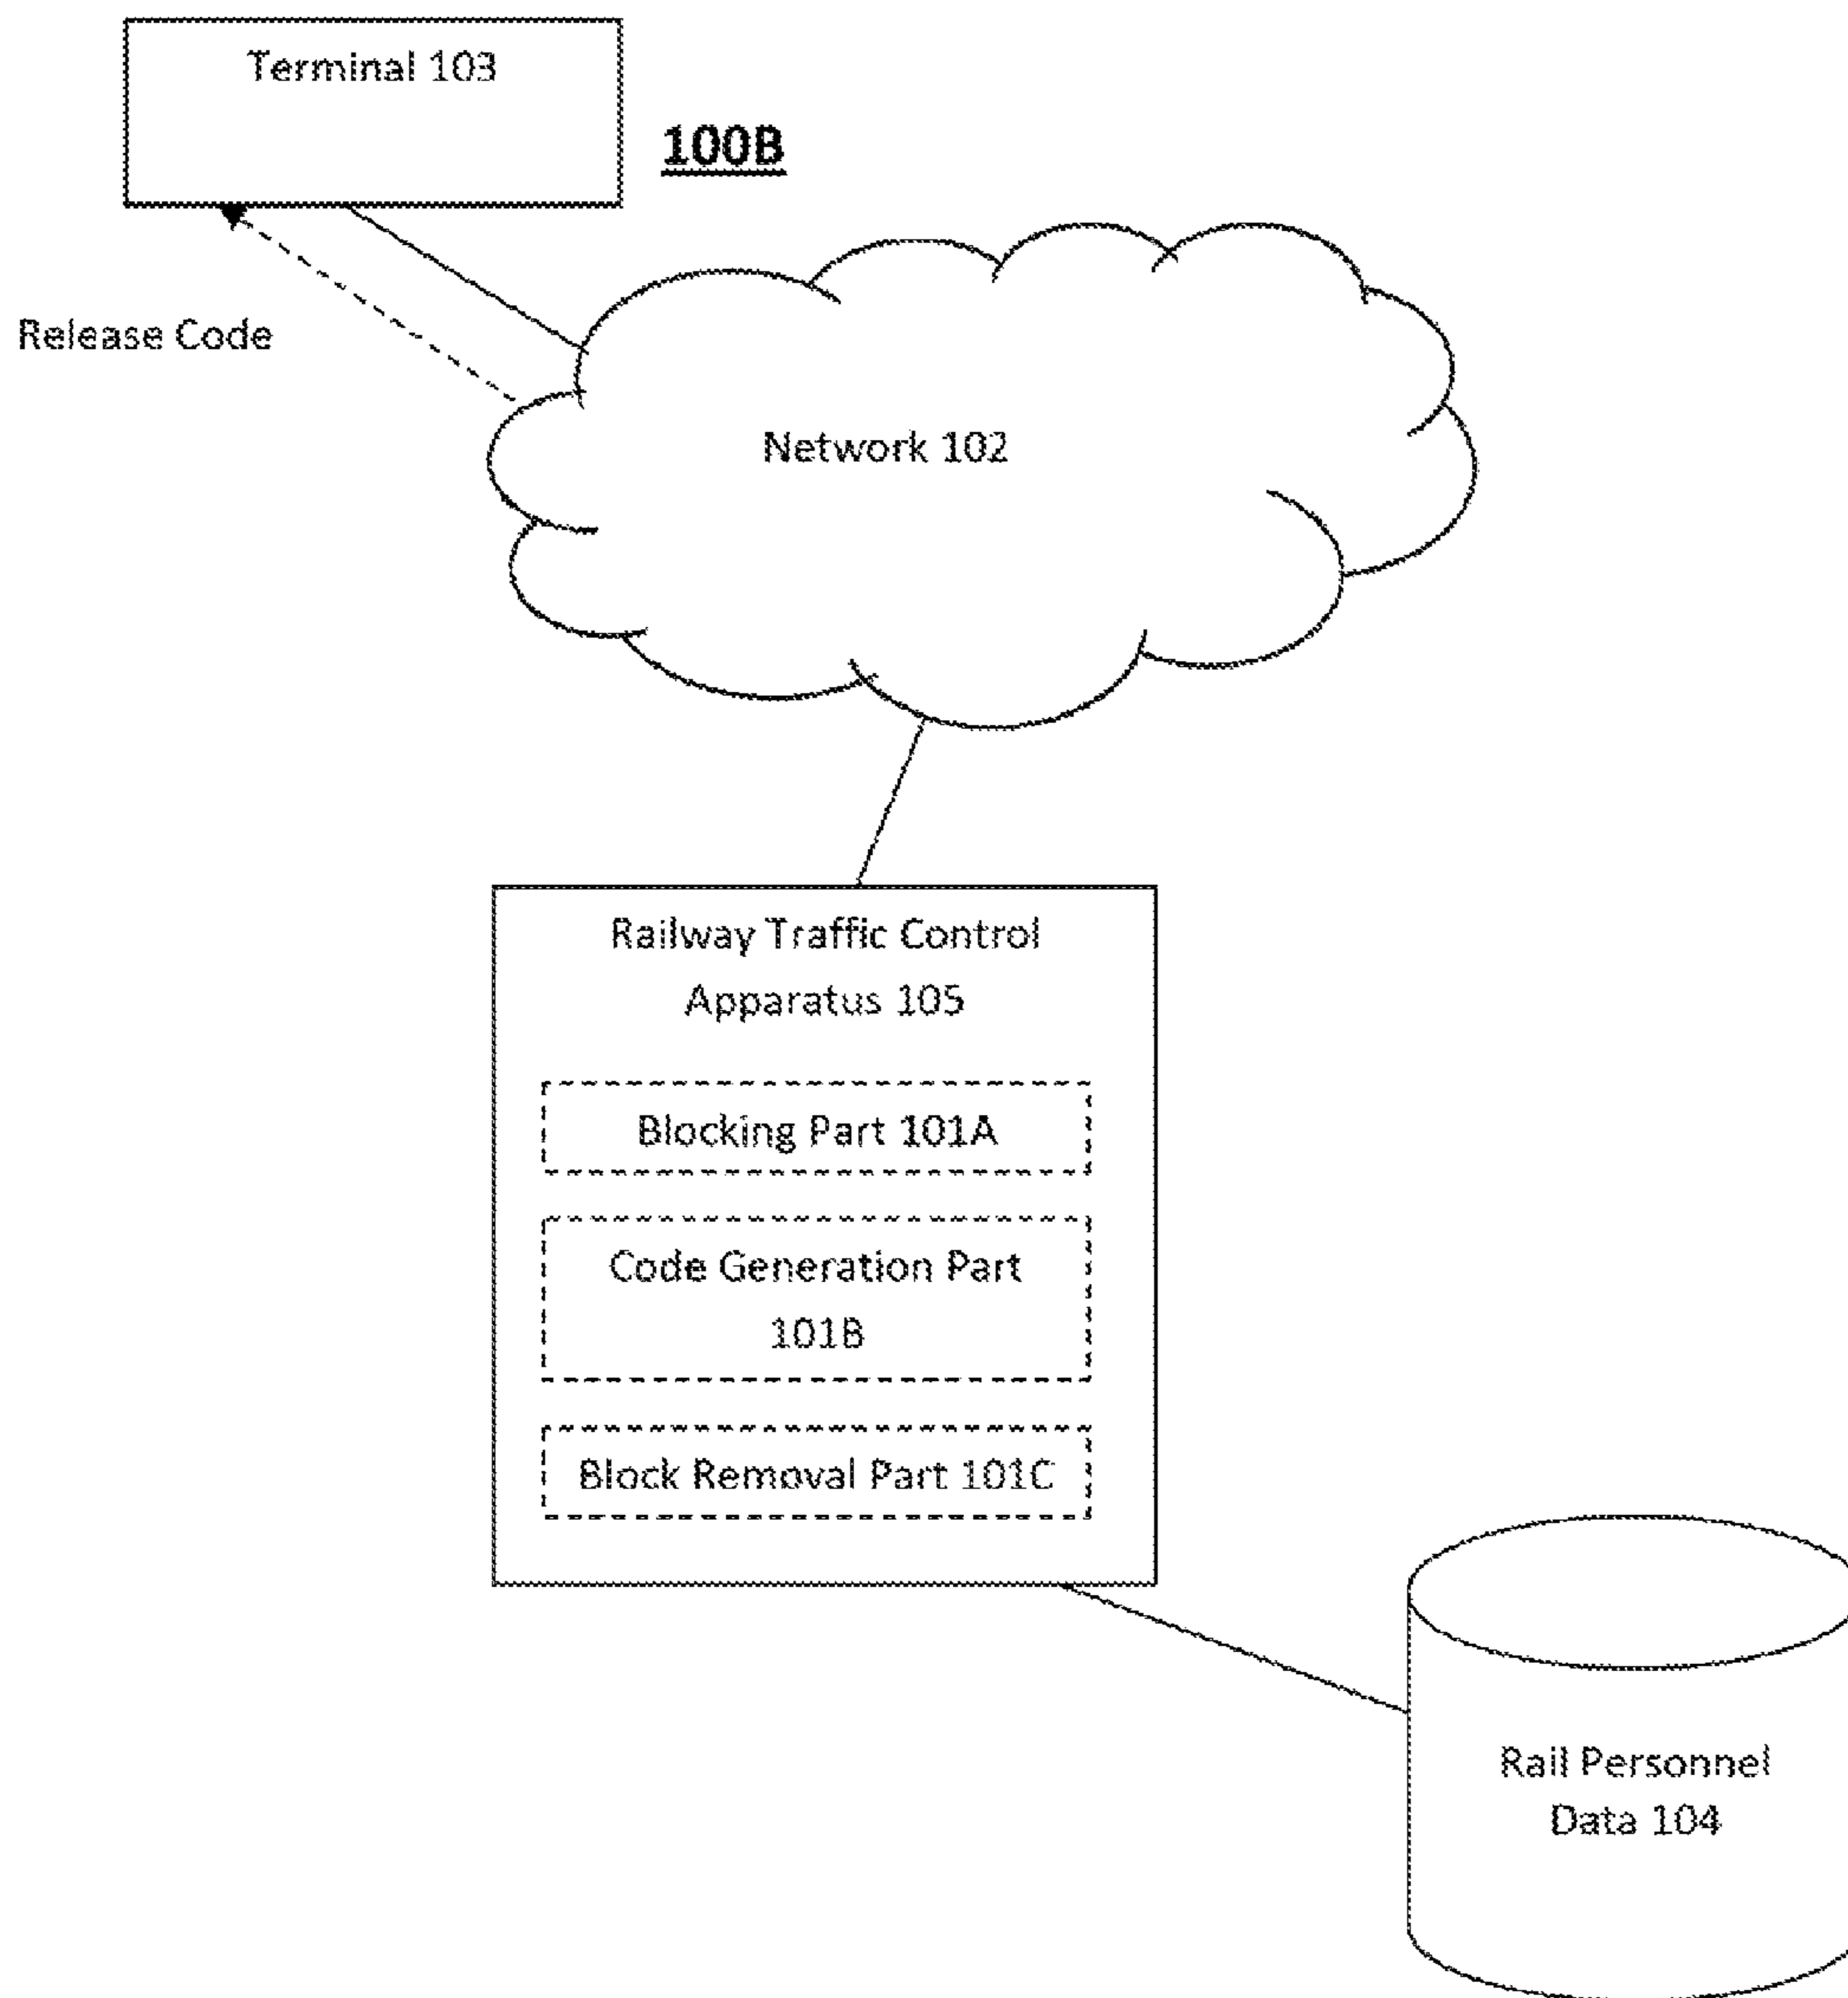 Terminal 103
100B
Release Code
Network 102
Railway Traffic Control
Apparatus 105
Blocking Part 101A
Code Generation Part
101B
Block Removal Part 101C
Rail Personnel
Data 104